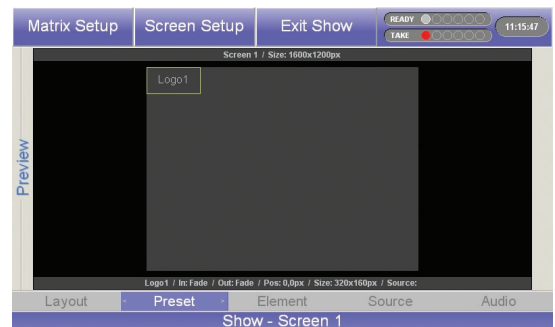 Matrix Setup
Screen Setup
Exit Show
READY
TAKE
11:15:47
Screen 1 / Size: 1600x1200px
Logo1
Preview
Logo1 / In: Fade / Out: Fade / Pos: 0,0px / Size: 320x160px / Source:
Layout
Preset
Element
Source
Audio
Show - Screen 1